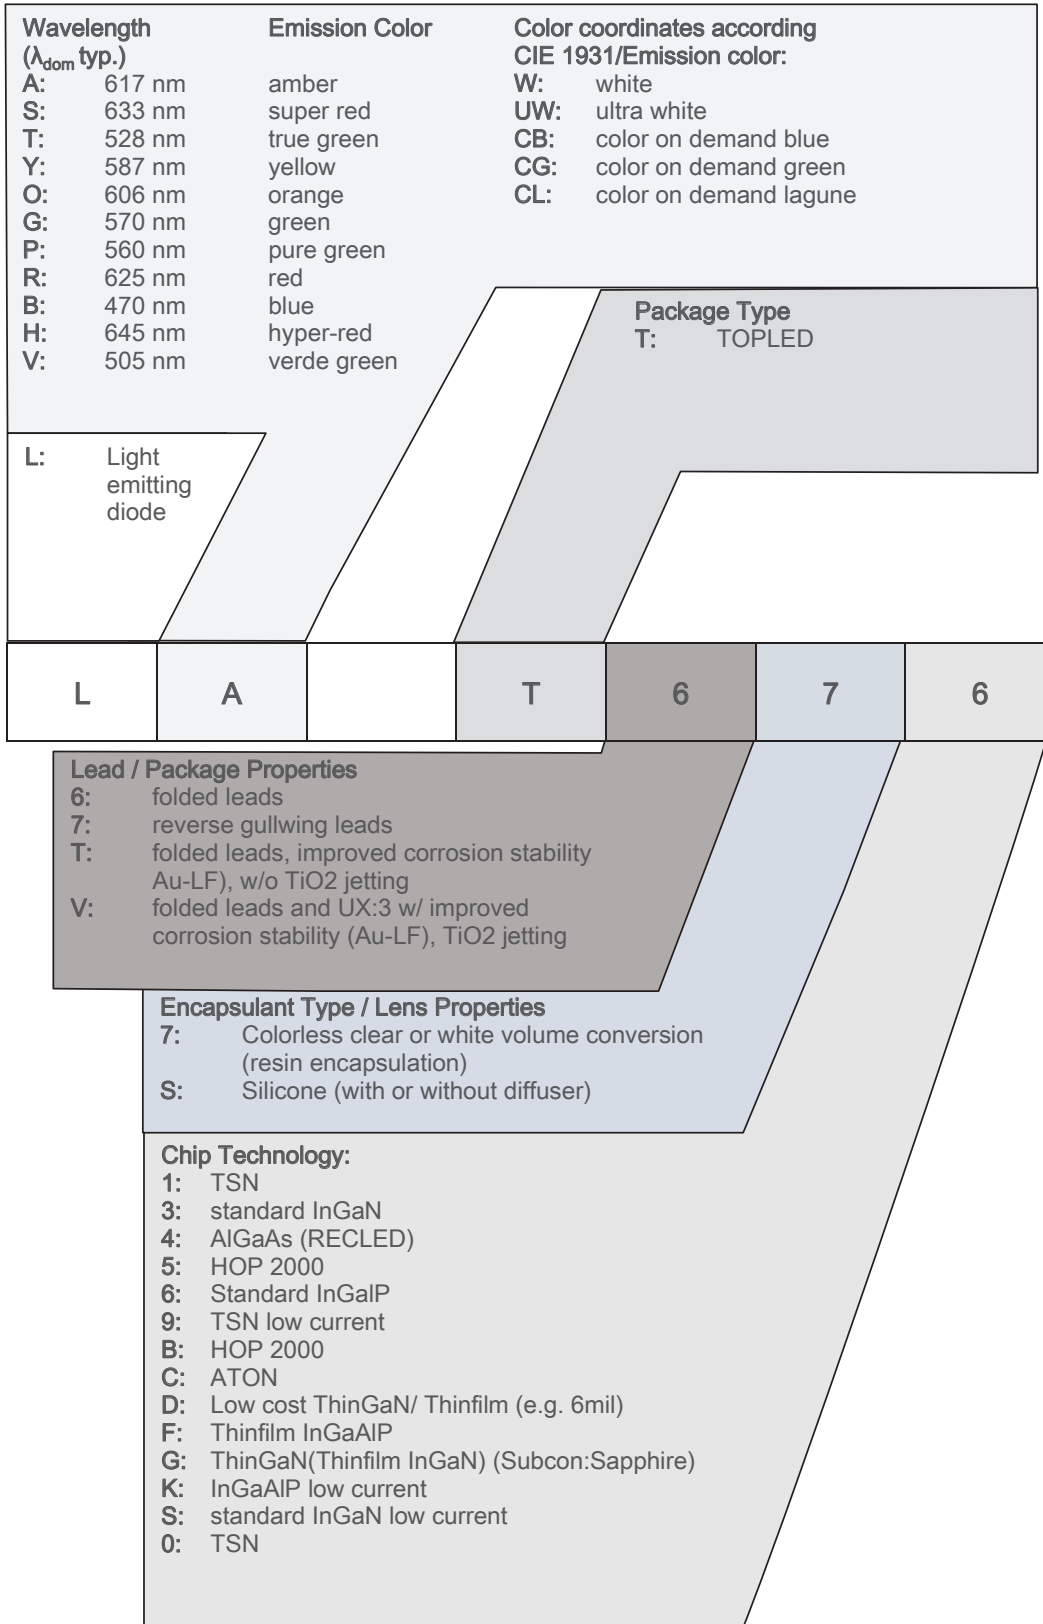 Wavelength Emission Color Color coordinates according
(λdom typ.) CIE 1931/Emission color:
A: 617 nm amber W: white
S: 633 nm super red UW: ultra white
T: 528 nm true green CB: color on demand blue
Y: 587 nm yellow CG: color on demand green
O: 606 nm orange CL: color on demand lagune
G: 570 nm green
P: 560 nm pure green
R: 625 nm red
B: 470 nm blue
H: 645 nm hyper-red
V: 505 nm verde green
Package Type
T: TOPLED
L: Light
emitting
diode
L A T 6 7 6
Lead / Package Properties
6: folded leads
7: reverse gullwing leads
T: folded leads, improved corrosion stability
Au-LF), w/o TiO2 jetting
V: folded leads and UX:3 w/ improved
corrosion stability (Au-LF), TiO2 jetting
Encapsulant Type / Lens Properties
7: Colorless clear or white volume conversion
(resin encapsulation)
S: Silicone (with or without diffuser)
Chip Technology:
1: TSN
3: standard InGaN
4: AlGaAs (RECLED)
5: HOP 2000
6: Standard InGalP
9: TSN low current
B: HOP 2000
C: ATON
D: Low cost ThinGaN/ Thinfilm (e.g. 6mil)
F: Thinfilm InGaAlP
G: ThinGaN(Thinfilm InGaN) (Subcon:Sapphire)
K: InGaAlP low current
S: standard InGaN low current
0: TSN